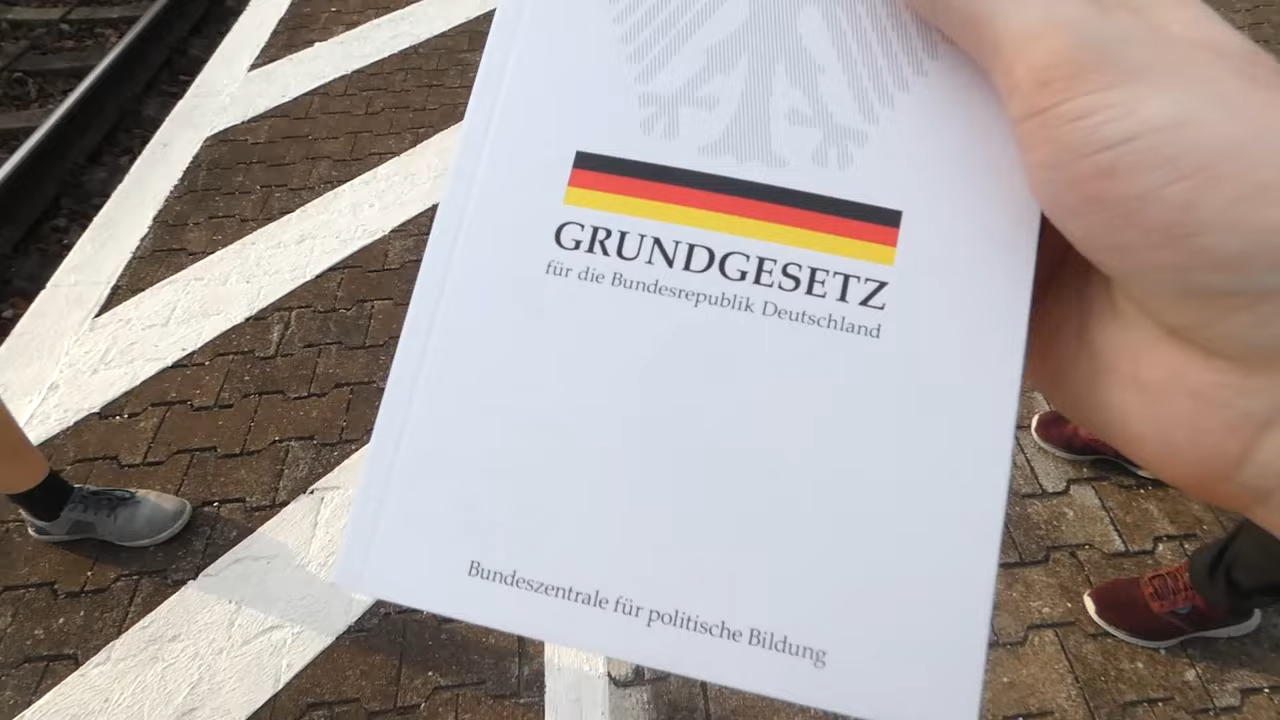 GRUNDGESETZ
für die Bundesrepublik Deutschland
Bundeszentrale für politische Bildung